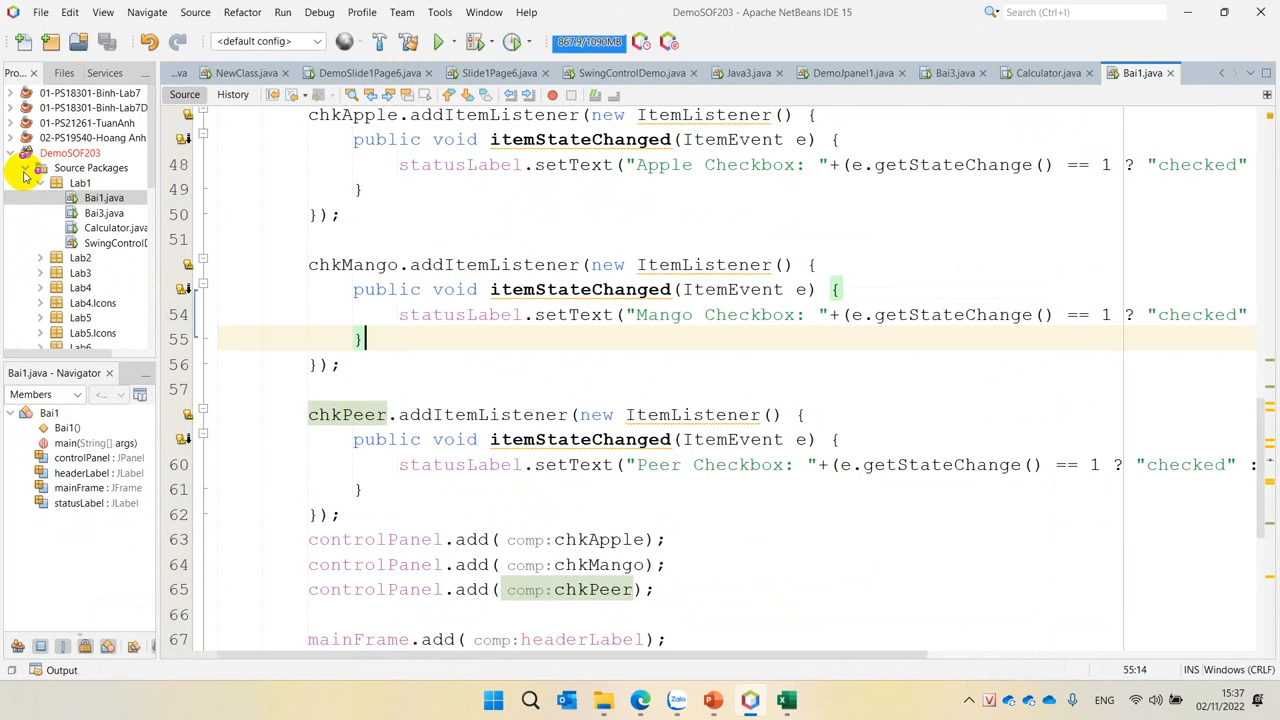 File Edit View Navigate Source Refactor Run Debug Profile Team Tools Window Help DemoSOF203 - Apache NetBeans IDE 15 Search (Ctrl+I)
<default config> 867.9/1090MB
Pro... Files Services ...va NewClass.java DemoSlide1Page6.java Slide1Page6.java SwingControlDemo.java Java3.java DemoJpanel1.java Bai3.java Calculator.java Bai1.java
Source History
01-PS18301-Binh-Lab7
01-PS18301-Binh-Lab7D
01-PS21261-TuanAnh
02-PS19540-Hoang Anh
DemoSOF203
Source Packages
Lab1
Bai1.java
Bai3.java
Calculator.java
SwingControlD
Lab2
Lab3
Lab4
Lab4.Icons
Lab5
Lab5.Icons
Lab6
Bai1.java - Navigator
Members <...>
Bai1
Bai1()
main(String[] args)
controlPanel : JPanel
headerLabel : JLabel
mainFrame : JFrame
statusLabel : JLabel
chkApple.addItemListener(new ItemListener() {
public void itemStateChanged(ItemEvent e) {
48 statusLabel.setText("Apple Checkbox: "+(e.getStateChange() == 1 ? "checked"
49 }
50 });
51
chkMango.addItemListener(new ItemListener() {
public void itemStateChanged(ItemEvent e) {
54 statusLabel.setText("Mango Checkbox: "+(e.getStateChange() == 1 ? "checked"
55 }
56 });
57
chkPeer.addItemListener(new ItemListener() {
public void itemStateChanged(ItemEvent e) {
60 statusLabel.setText("Peer Checkbox: "+(e.getStateChange() == 1 ? "checked" :
61 }
62 });
63 controlPanel.add( comp:chkApple);
64 controlPanel.add( comp:chkMango);
65 controlPanel.add( comp:chkPeer);
66
67 mainFrame.add( comp:headerLabel);
Output 55:14 INS Windows (CRLF)
Zalo ENG 15:37
02/11/2022